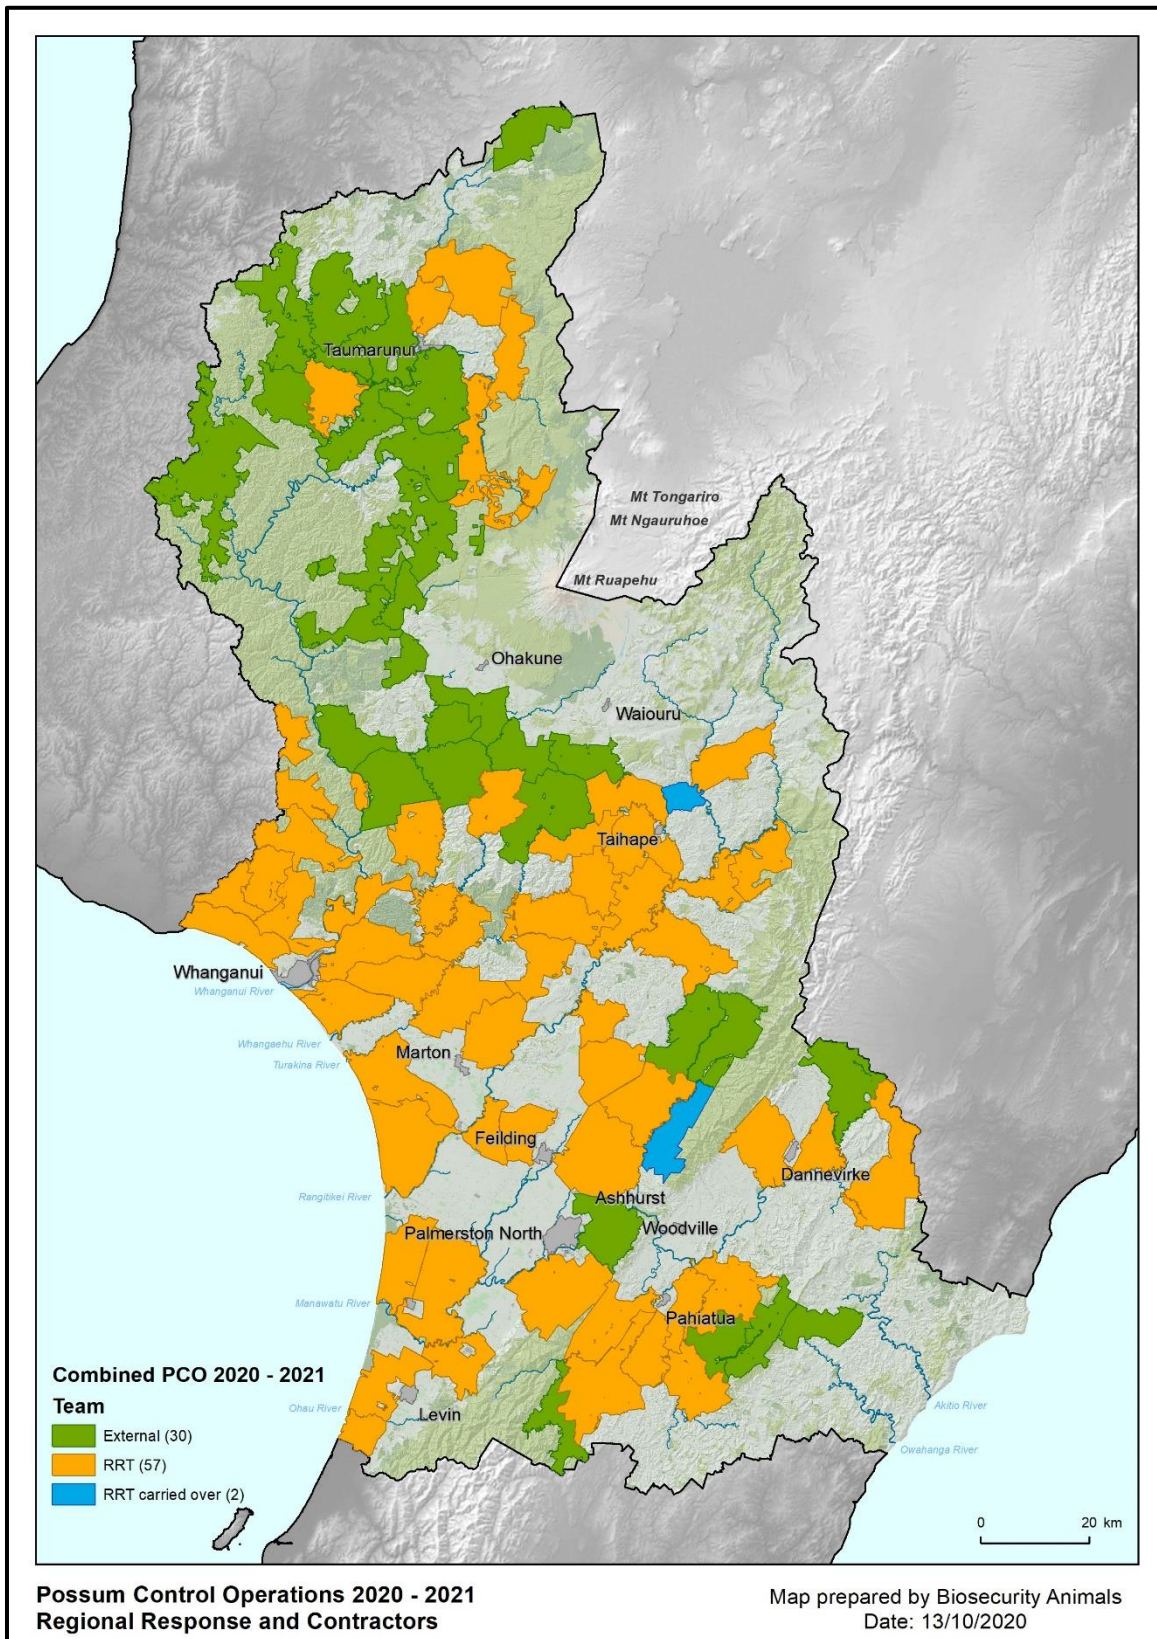 Taumarunui
Mt Tongariro
Mt Ngauruhoe
Mt Ruapehu
Ohakune
Waiouru
Taihape
Whanganui
Whanganui River
Whangaehu River
Marton
Turakina River
Feilding
Dannevirke
Rangitikei River
Ashhurst
Palmerston North
Woodville
Manawatu River
Pahiatua
Combined PCO 2020 - 2021
Team
Ohau River
Levin
Akitio River
External (30)
Owahanga River
RRT (57)
RRT carried over (2)
0 20 km
Possum Control Operations 2020 - 2021
Regional Response and Contractors
Map prepared by Biosecurity Animals
Date: 13/10/2020